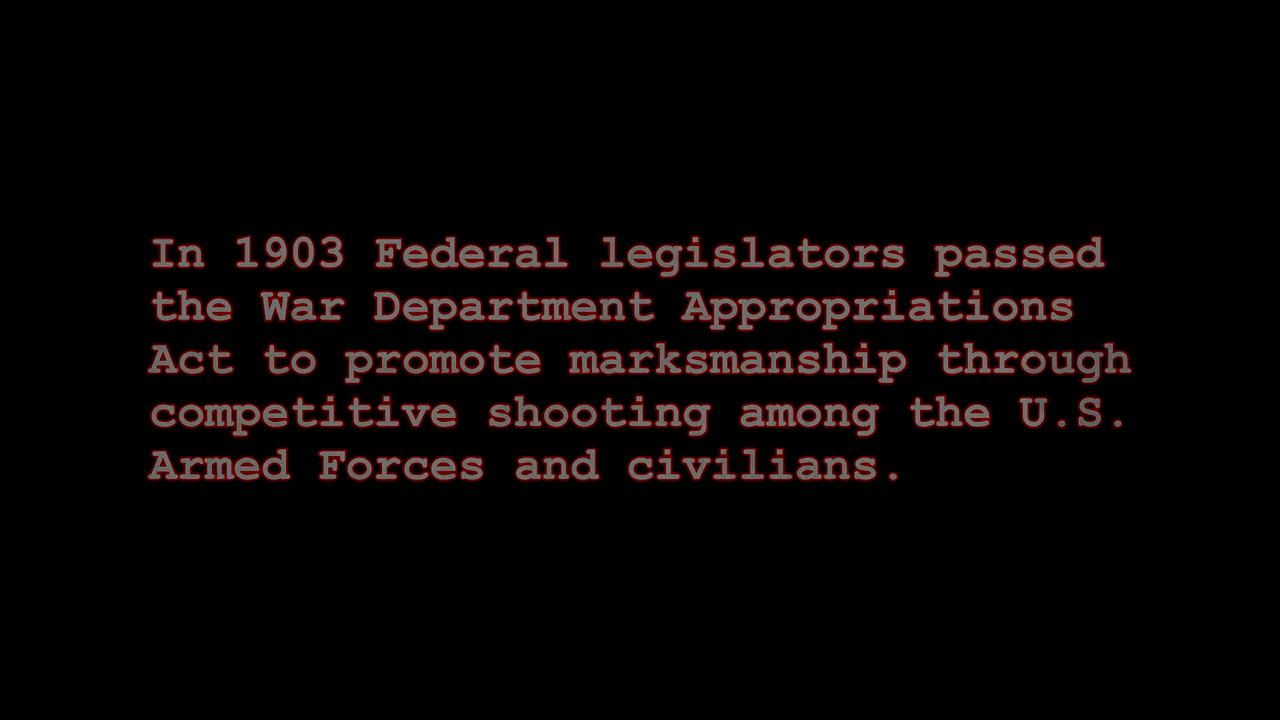 In 1903 Federal legislators passed
the War Department Appropriations
Act to promote marksmanship through
competitive shooting among the U.S.
Armed Forces and civilians.